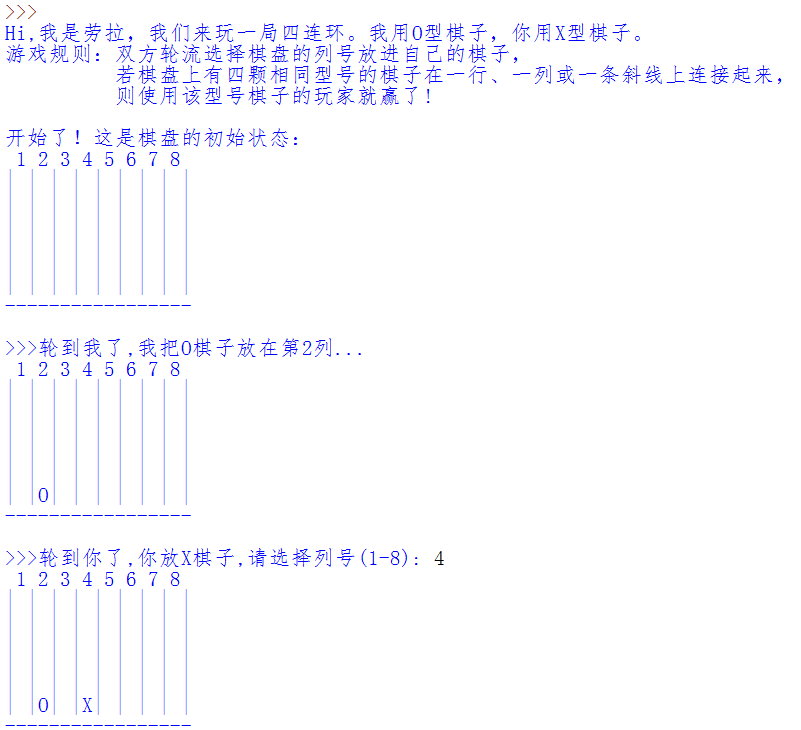 >>>
Hi,我是劳拉，我们来玩一局四连环。我用O型棋子，你用X型棋子。
游戏规则：双方轮流选择棋盘的列号放进自己的棋子，
          若棋盘上有四颗相同型号的棋子在一行、一列或一条斜线上连接起来，
          则使用该型号棋子的玩家就赢了!

开始了！这是棋盘的初始状态：
 1 2 3 4 5 6 7 8
| | | | | | | | |
| | | | | | | | |
| | | | | | | | |
| | | | | | | | |
| | | | | | | | |
| | | | | | | | |
-----------------

>>>轮到我了,我把O棋子放在第2列...
 1 2 3 4 5 6 7 8
| | | | | | | | |
| | | | | | | | |
| | | | | | | | |
| | | | | | | | |
| | | | | | | | |
| |O| | | | | | |
-----------------

>>>轮到你了,你放X棋子,请选择列号(1-8): 4
 1 2 3 4 5 6 7 8
| | | | | | | | |
| | | | | | | | |
| | | | | | | | |
| | | | | | | | |
| | | | | | | | |
| |O| |X| | | | |
-----------------